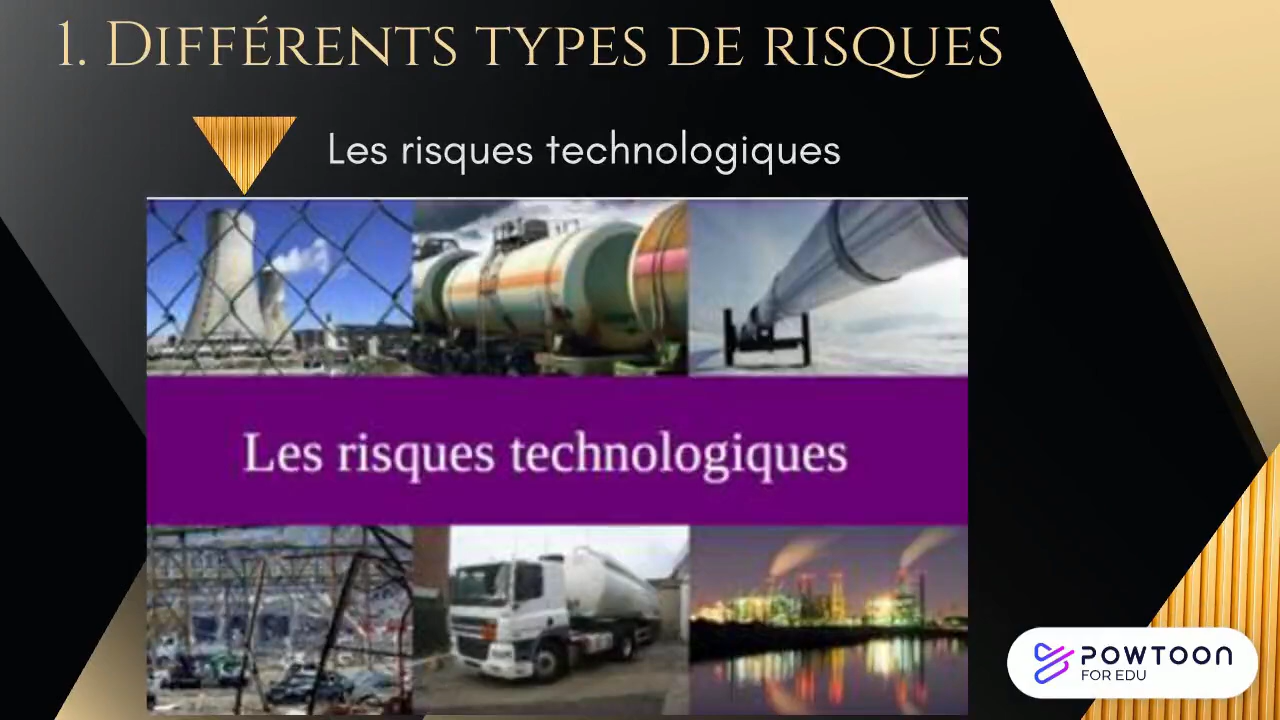 1. Différents types de risques
Les risques technologiques
Les risques technologiques
POWTOON
FOR EDU